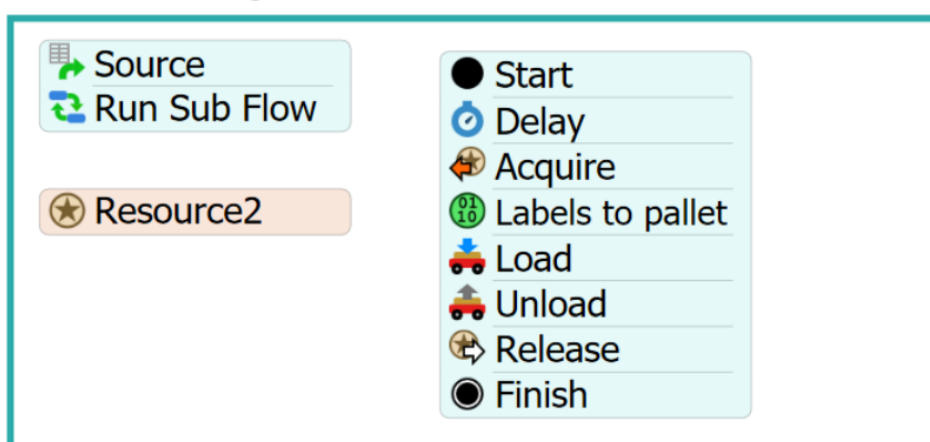 Source
Run Sub Flow
Resource2
Start
Delay
Acquire
Labels to pallet
Load
Unload
Release
Finish